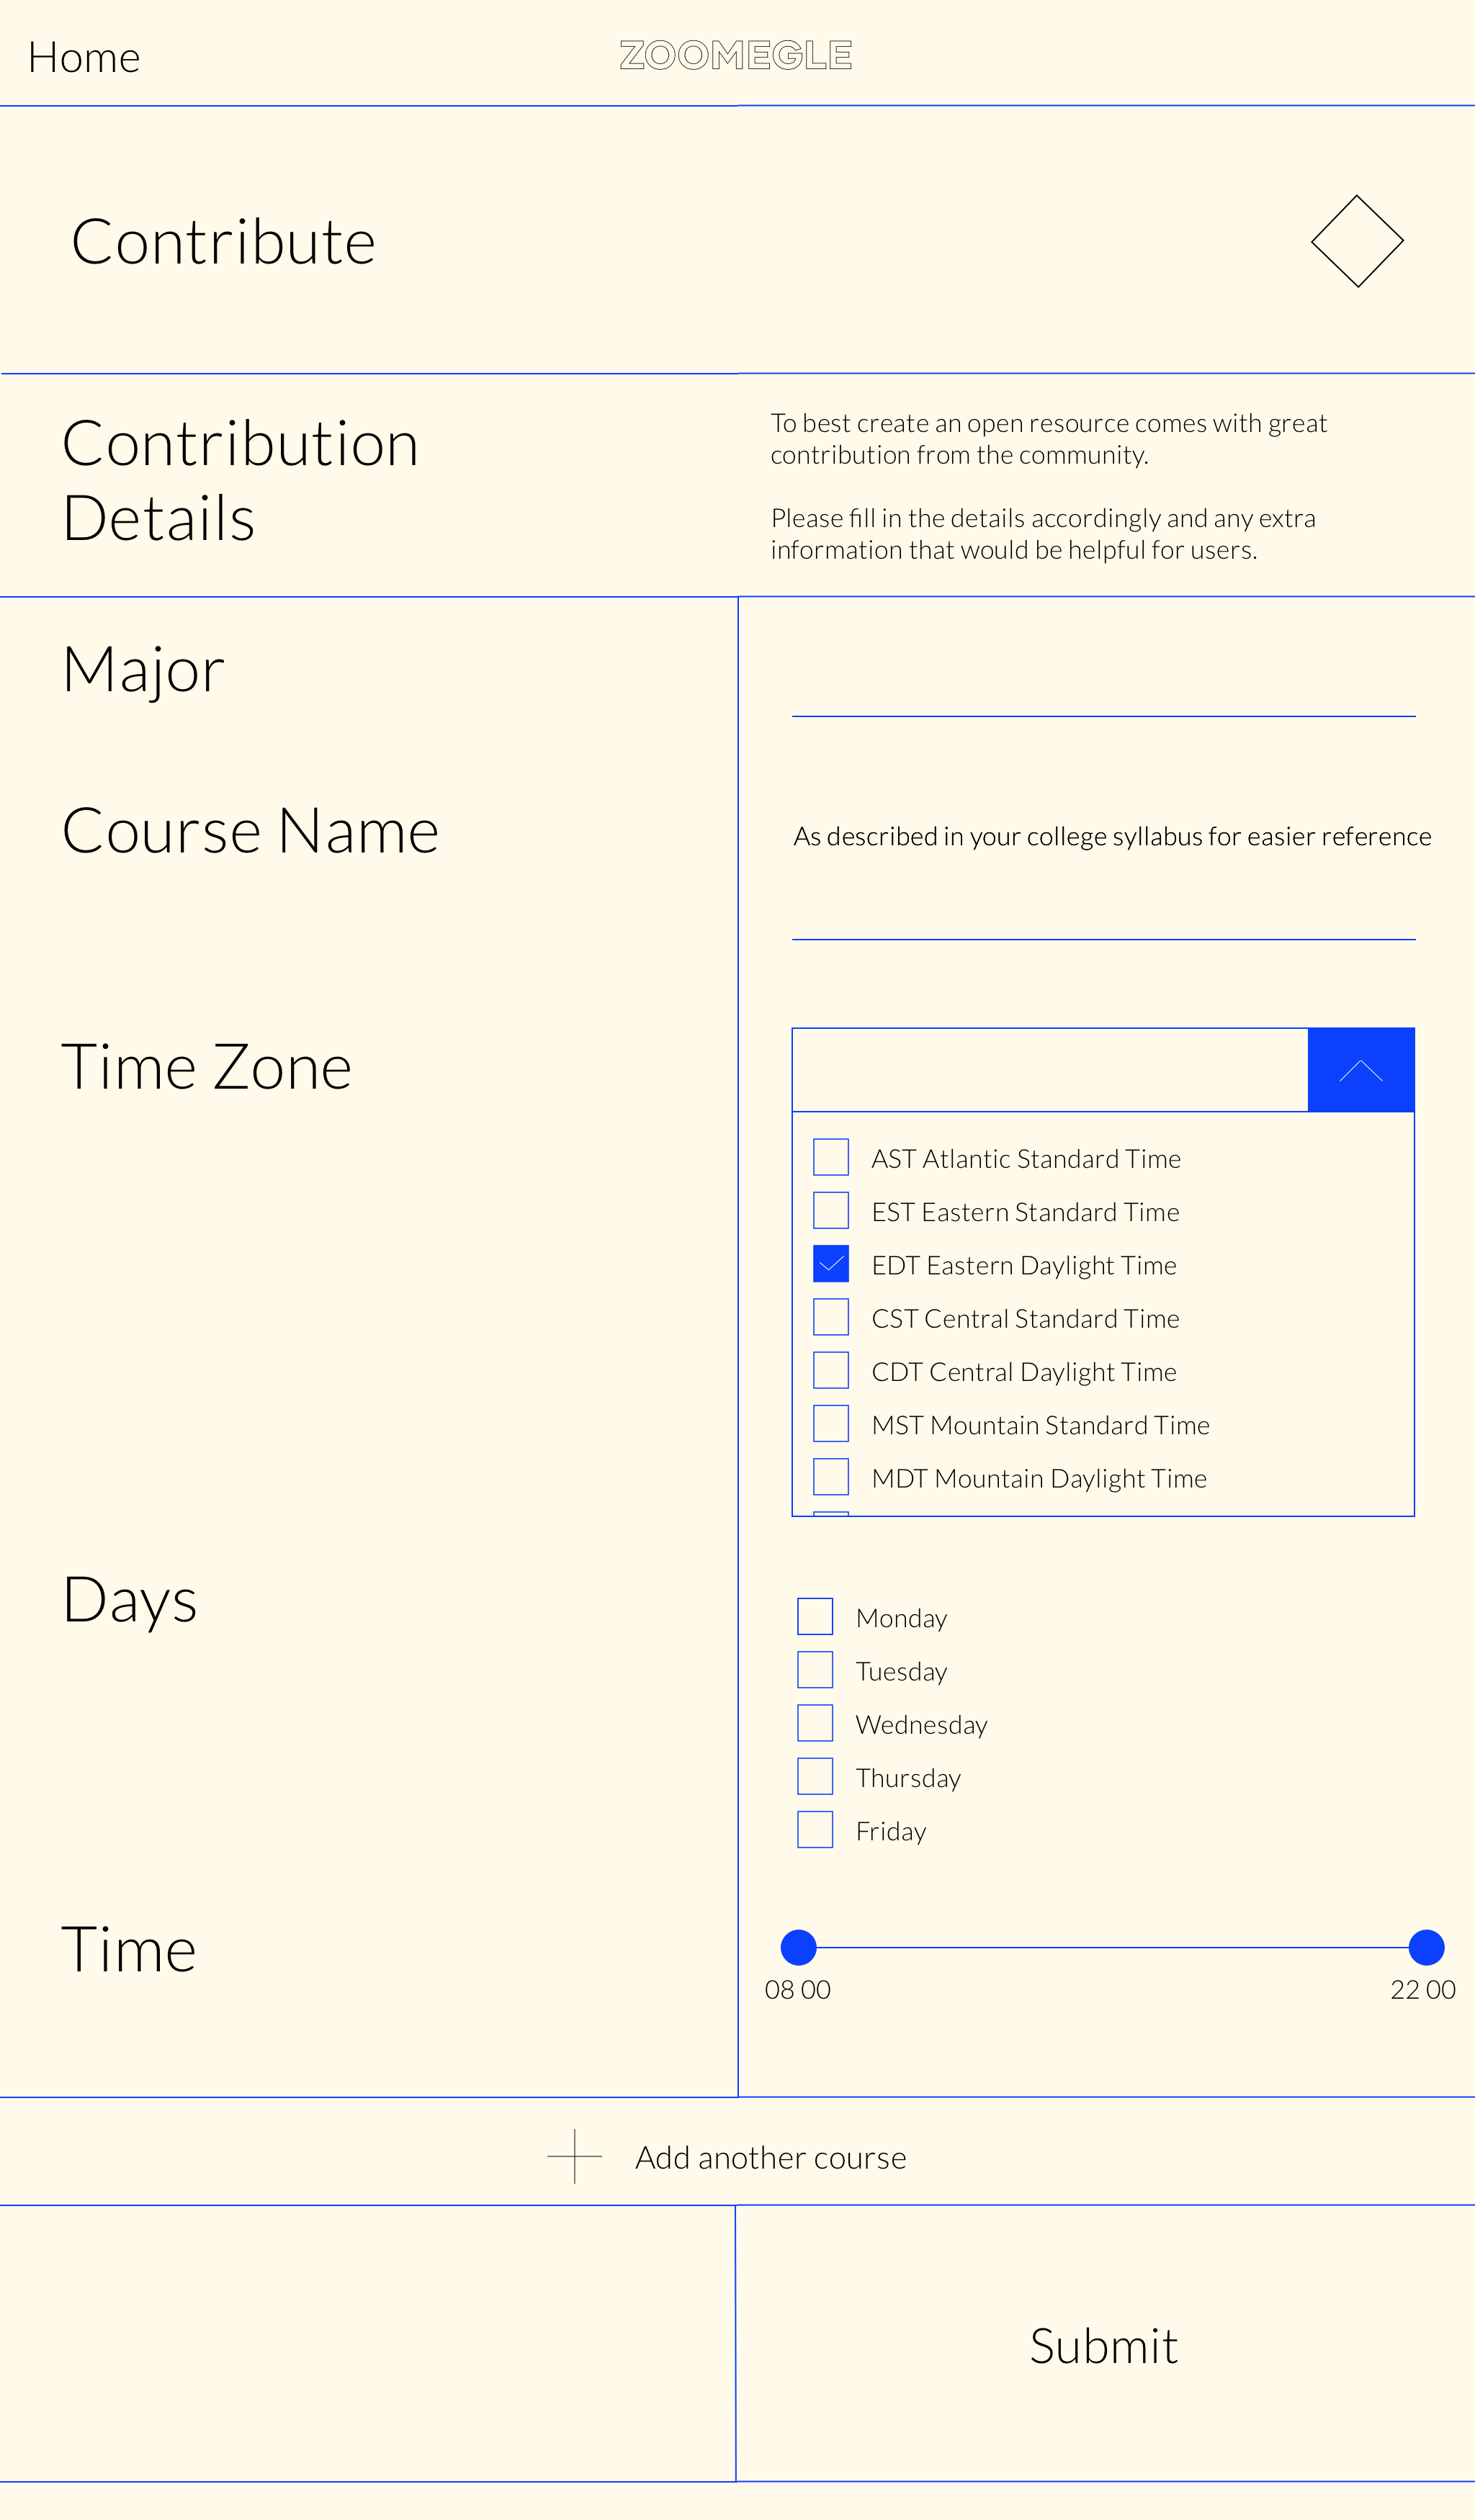 Home
ZOOMEGLE
Contribute
Contribution
Details
To best create an open resource comes with great
contribution from the community.
Please fill in the details accordingly and any extra
information that would be helpful for users.
Major
Course Name
As described in your college syllabus for easier reference
Time Zone
AST Atlantic Standard Time
EST Eastern Standard Time
EDT Eastern Daylight Time
CST Central Standard Time
CDT Central Daylight Time
MST Mountain Standard Time
MDT Mountain Daylight Time
Days
Monday
Tuesday
Wednesday
Thursday
Friday
Time
08 00
22 00
Add another course
Submit